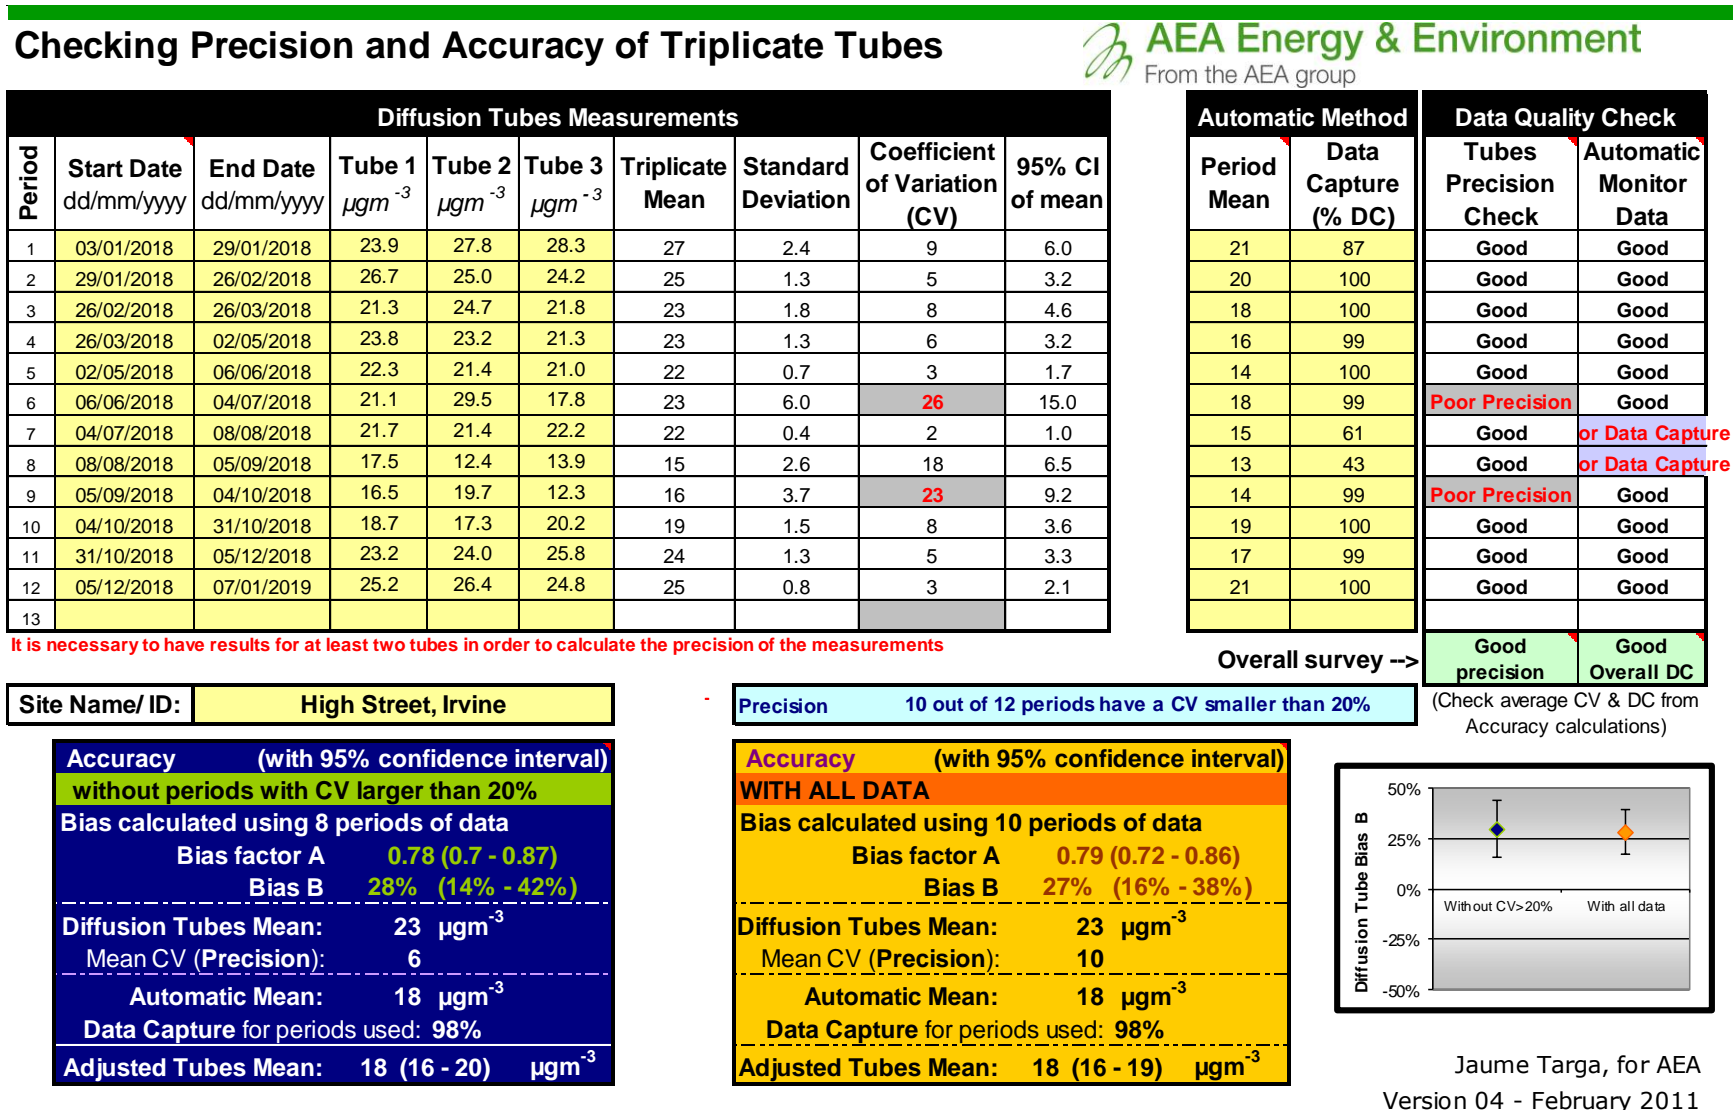 Checking Precision and Accuracy of Triplicate Tubes
AEA Energy & Environment
From the AEA group
Diffusion Tubes Measurements
Automatic Method
Data Quality Check
Period
Start Date dd/mm/yyyy
End Date dd/mm/yyyy
Tube 1 µgm-3
Tube 2 µgm-3
Tube 3 µgm-3
Triplicate Mean
Standard Deviation
Coefficient of Variation (CV)
95% CI of mean
Period Mean
Data Capture (% DC)
Tubes Precision Check
Automatic Monitor Data
1 03/01/2018 29/01/2018 23.9 27.8 28.3 27 2.4 9 6.0 21 87 Good Good
2 29/01/2018 26/02/2018 26.7 25.0 24.2 25 1.3 5 3.2 20 100 Good Good
3 26/02/2018 26/03/2018 21.3 24.7 21.8 23 1.8 8 4.6 18 100 Good Good
4 26/03/2018 02/05/2018 23.8 23.2 21.3 23 1.3 6 3.2 16 99 Good Good
5 02/05/2018 06/06/2018 22.3 21.4 21.0 22 0.7 3 1.7 14 100 Good Good
6 06/06/2018 04/07/2018 21.1 29.5 17.8 23 6.0 26 15.0 18 99 Poor Precision Good
7 04/07/2018 08/08/2018 21.7 21.4 22.2 22 0.4 2 1.0 15 61 Good or Data Capture
8 08/08/2018 05/09/2018 17.5 12.4 13.9 15 2.6 18 6.5 13 43 Good or Data Capture
9 05/09/2018 04/10/2018 16.5 19.7 12.3 16 3.7 23 9.2 14 99 Poor Precision Good
10 04/10/2018 31/10/2018 18.7 17.3 20.2 19 1.5 8 3.6 19 100 Good Good
11 31/10/2018 05/12/2018 23.2 24.0 25.8 24 1.3 5 3.3 17 99 Good Good
12 05/12/2018 07/01/2019 25.2 26.4 24.8 25 0.8 3 2.1 21 100 Good Good
13
It is necessary to have results for at least two tubes in order to calculate the precision of the measurements
Overall survey -->
Good precision
Good Overall DC
Site Name/ ID: High Street, Irvine
-
Precision 10 out of 12 periods have a CV smaller than 20%
(Check average CV & DC from
Accuracy calculations)
Accuracy (with 95% confidence interval)
without periods with CV larger than 20%
Bias calculated using 8 periods of data
Bias factor A 0.78 (0.7 - 0.87)
Bias B 28% (14% - 42%)
Diffusion Tubes Mean: 23 µgm-3
Mean CV (Precision): 6
Automatic Mean: 18 µgm-3
Data Capture for periods used: 98%
Adjusted Tubes Mean: 18 (16 - 20) µgm-3
Accuracy (with 95% confidence interval)
WITH ALL DATA
Bias calculated using 10 periods of data
Bias factor A 0.79 (0.72 - 0.86)
Bias B 27% (16% - 38%)
Diffusion Tubes Mean: 23 µgm-3
Mean CV (Precision): 10
Automatic Mean: 18 µgm-3
Data Capture for periods used: 98%
Adjusted Tubes Mean: 18 (16 - 19) µgm-3
Diffusion Tube Bias B
50%
25%
0%
-25%
-50%
Without CV>20%
With all data
Jaume Targa, for AEA
Version 04 - February 2011